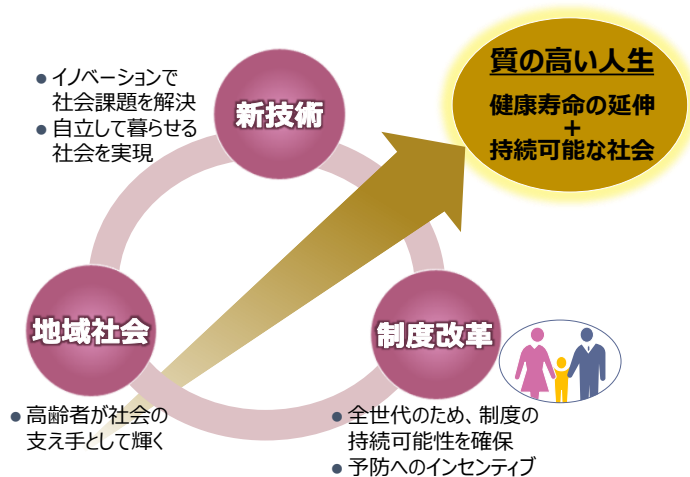 質の高い人生
健康寿命の延伸
+
持続可能な社会
● イノベーションで
社会課題を解決
● 自立して暮らせる
社会を実現
新技術
地域社会
制度改革
● 高齢者が社会の
支え手として輝く
● 全世代のため、制度の
持続可能性を確保
● 予防へのインセンティブ